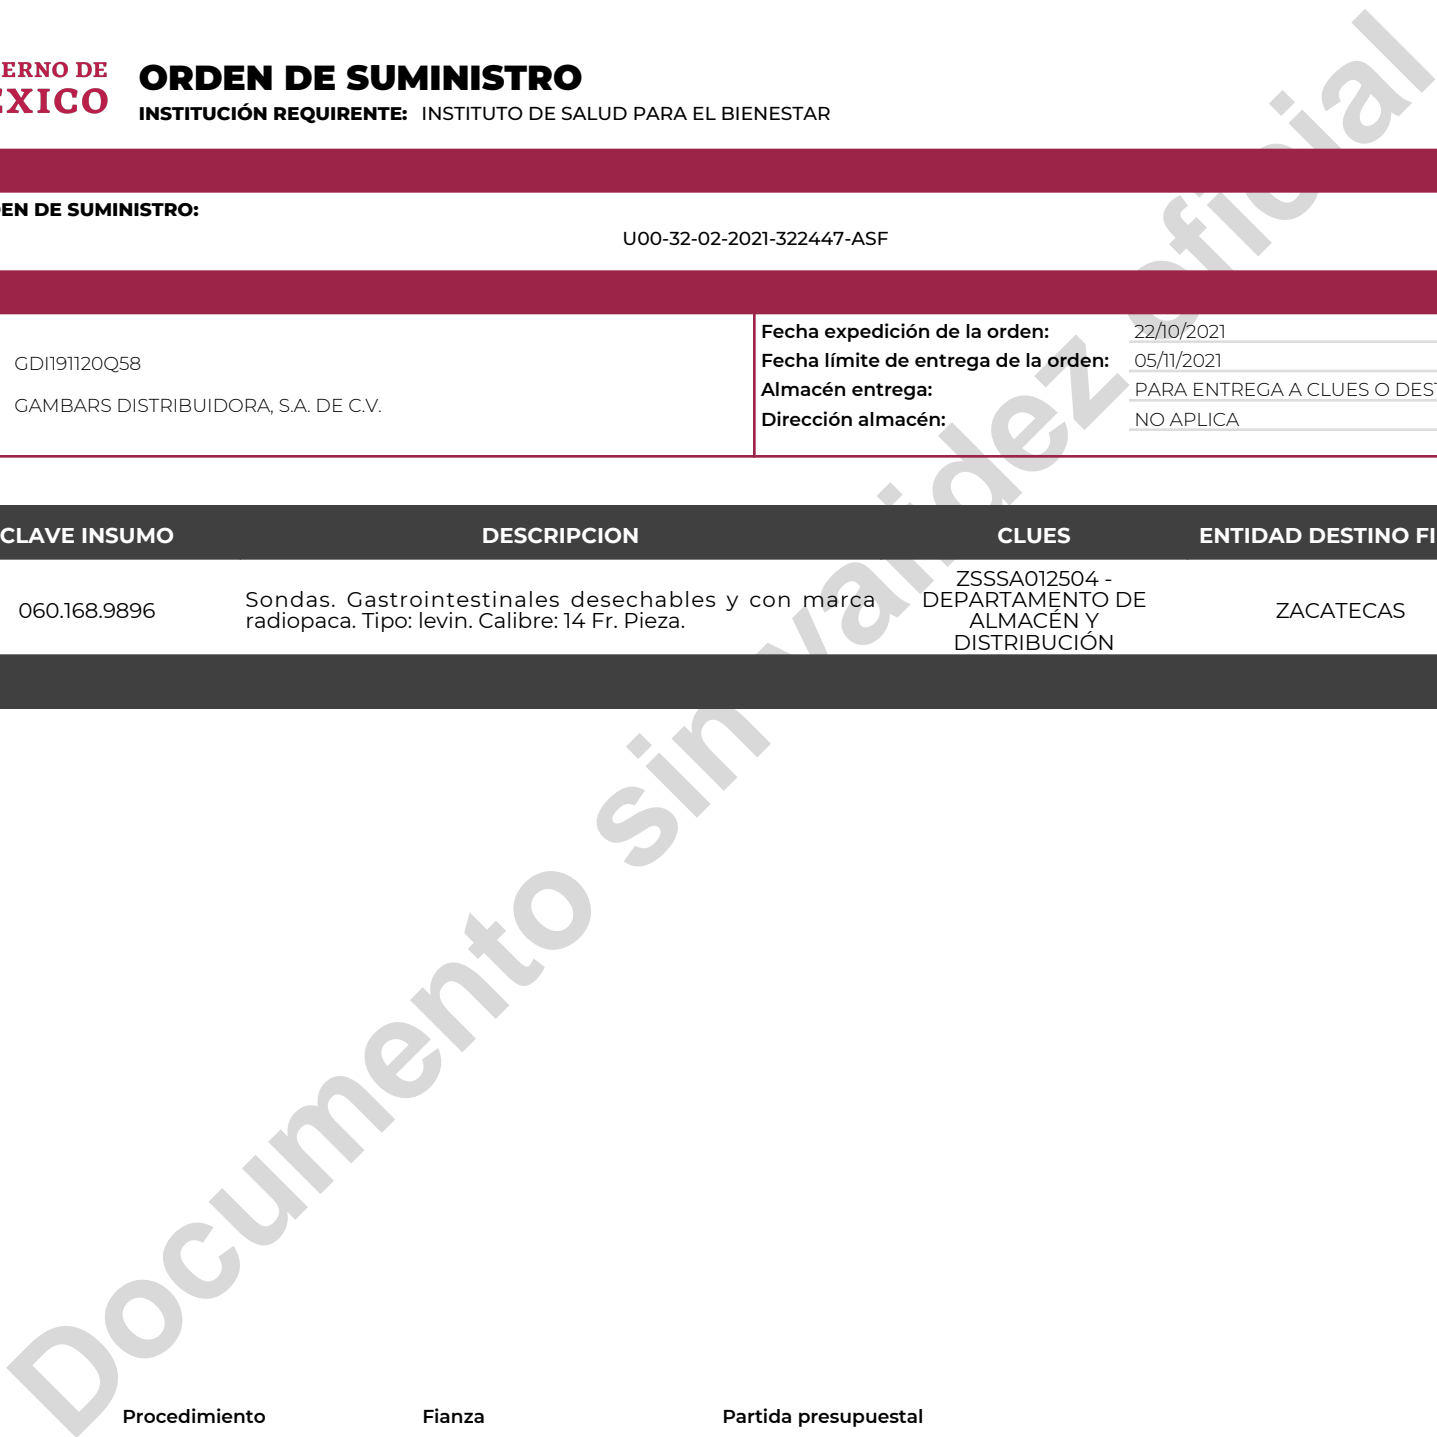 ERNO DE
XICO
ORDEN DE SUMINISTRO
INSTITUCIÓN REQUIRENTE: INSTITUTO DE SALUD PARA EL BIENESTAR
EN DE SUMINISTRO:
U00-32-02-2021-322447-ASF
GDI191120Q58
GAMBARS DISTRIBUIDORA, S.A. DE C.V.
Fecha expedición de la orden: 22/10/2021
Fecha límite de entrega de la orden: 05/11/2021
Almacén entrega: PARA ENTREGA A CLUES O DES
Dirección almacén: NO APLICA
CLAVE INSUMO DESCRIPCION CLUES ENTIDAD DESTINO FI
060.168.9896
Sondas. Gastrointestinales desechables y con marca
radiopaca. Tipo: levin. Calibre: 14 Fr. Pieza.
ZSSSA012504 -
DEPARTAMENTO DE
ALMACÉN Y
DISTRIBUCIÓN
ZACATECAS
Documento sin validez oficial
Procedimiento Fianza Partida presupuestal